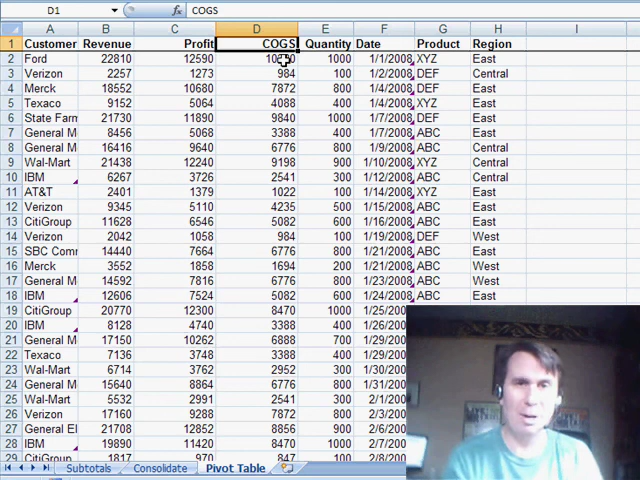 D1 fx COGS
A B C D E F G H I
1 Customer Revenue Profit COGS Quantity Date Product Region
2 Ford 22810 12590 1000 1/1/2008 XYZ East
3 Verizon 2257 1273 984 100 1/2/2008 DEF Central
4 Merck 18552 10680 7872 800 1/4/2008 DEF East
5 Texaco 9152 5064 4088 400 1/4/2008 XYZ East
6 State Farm 21730 11890 9840 1000 1/7/2008 DEF East
7 General M 8456 5068 3388 400 1/7/2008 ABC East
8 General M 16416 9640 6776 800 1/9/2008 ABC Central
9 Wal-Mart 21438 12240 9198 900 1/10/2008 XYZ Central
10 IBM 6267 3726 2541 300 1/12/2008 ABC Central
11 AT&T 2401 1379 1022 100 1/14/2008 XYZ East
12 Verizon 9345 5110 4235 500 1/15/2008 ABC East
13 CitiGroup 11628 6546 5082 600 1/16/2008 ABC East
14 Verizon 2042 1058 984 100 1/19/2008 DEF West
15 SBC Com 14440 7664 6776 800 1/21/2008 ABC East
16 Merck 3552 1858 1694 200 1/21/2008 ABC West
17 General M 14592 7816 6776 800 1/21/2008 ABC West
18 IBM 12606 7524 5082 600 1/24/2008 ABC East
19 CitiGroup 20770 12300 8470 1000 1/25/200
20 IBM 8128 4740 3388 400 1/26/200
21 General M 17150 10262 6888 700 1/29/200
22 Texaco 7136 3748 3388 400 1/29/200
23 Wal-Mart 6714 3762 2952 300 1/30/200
24 General M 15640 8864 6776 800 1/31/200
25 Wal-Mart 5532 2991 2541 300 2/1/200
26 Verizon 17160 9288 7872 800 2/3/200
27 General El 21708 12852 8856 900 2/6/200
28 IBM 19890 11420 8470 1000 2/7/200
29 CitiGroup 1817 970 847 100 2/8/200
Subtotals Consolidate Pivot Table